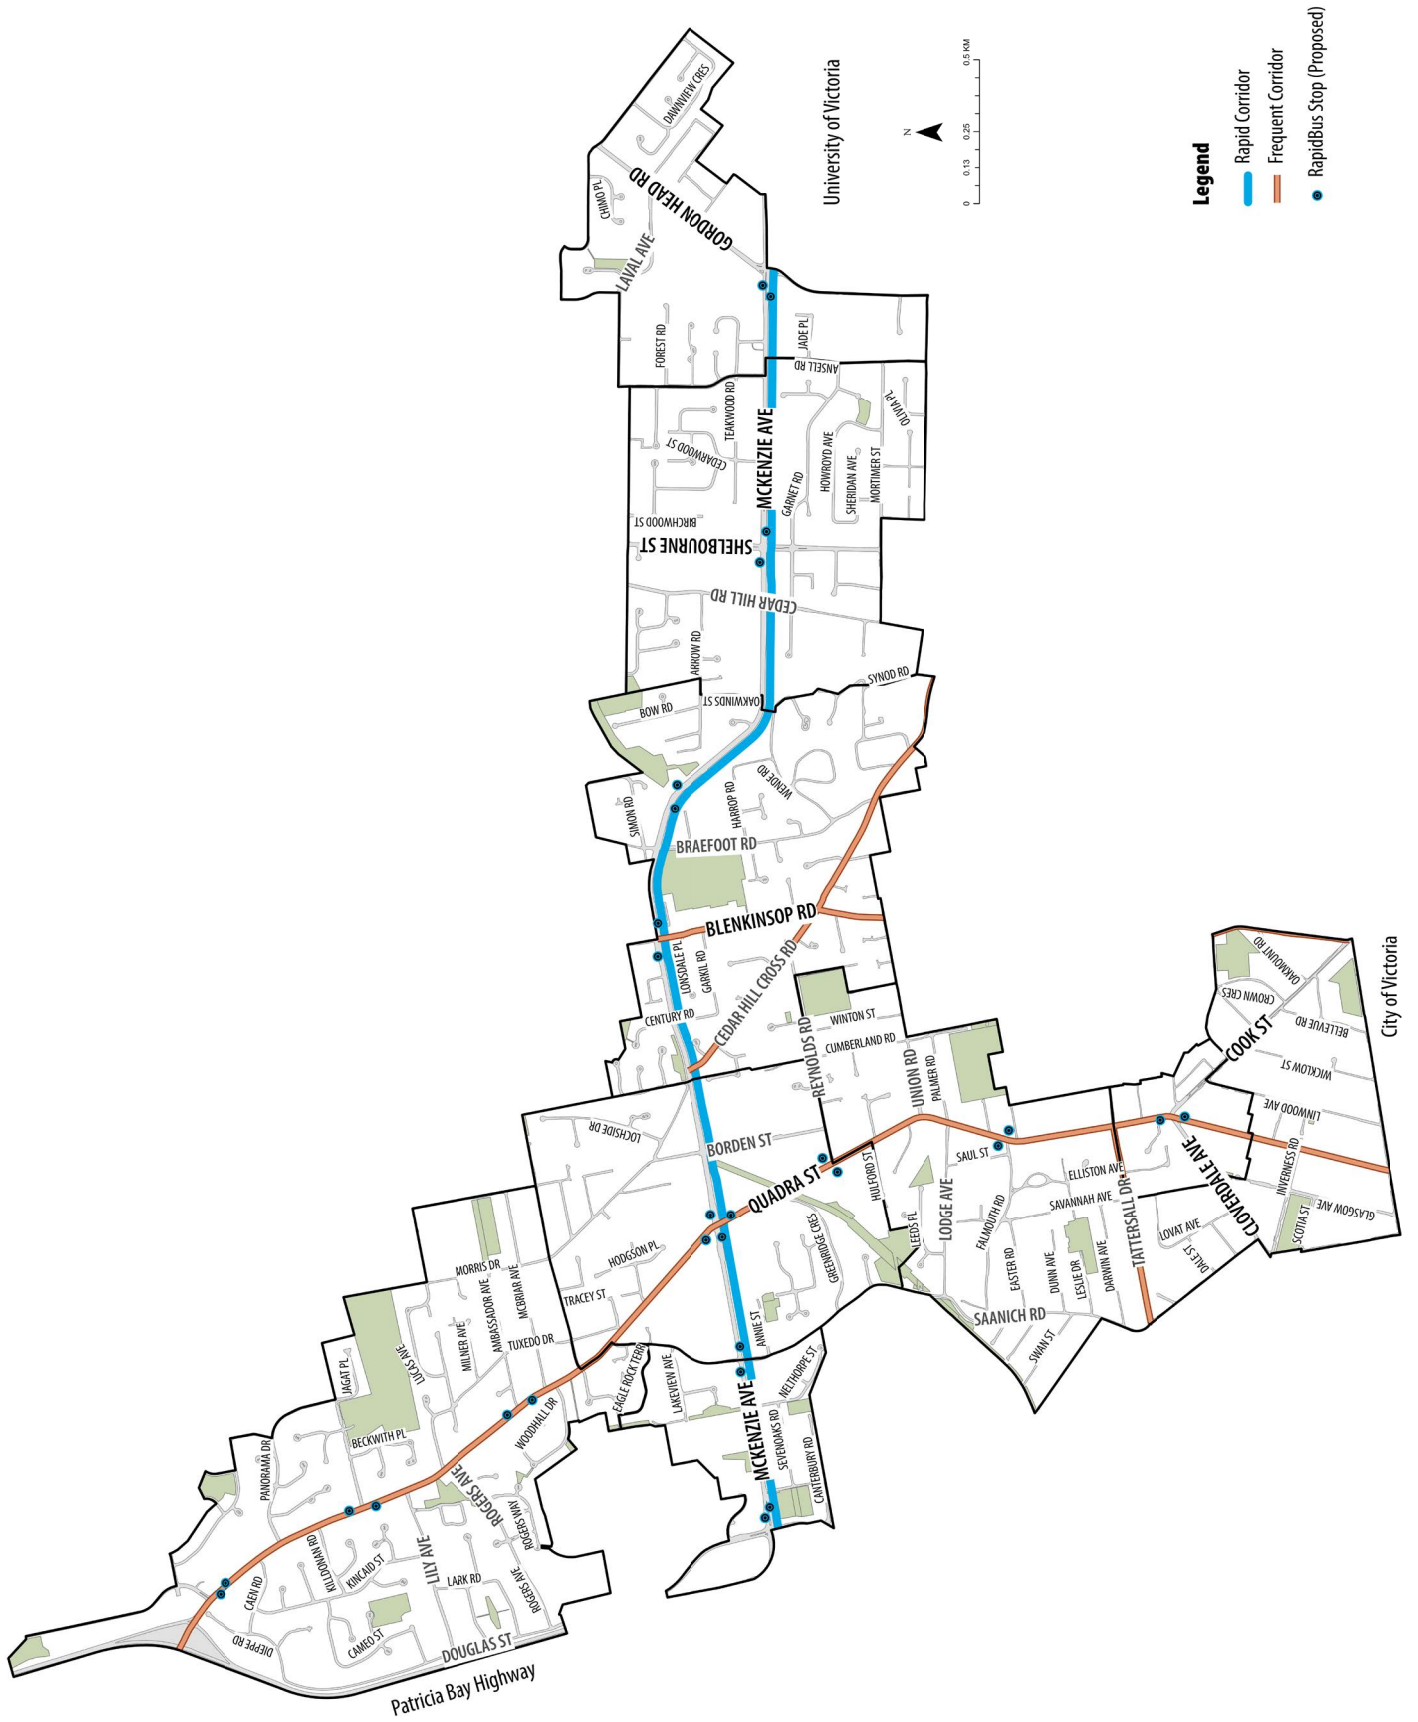 DAWNVIEW CRES
GORDON HEAD RD
CHIMO PL
LAVAL AVE
FOREST RD
JADE PL
ANSELL RD
TEAKWOOD RD
CEDARWOOD ST
MCKENZIE AVE
OLIVIA PL
HOWROYD AVE
SHERIDAN AVE
MORTIMER ST
GARNET RD
BIRCHWOOD ST
SHELBOURNE ST
CEDAR HILL RD
ARROW RD
SYNOD RD
OAKWINDS ST
BOW RD
WENDE RD
HARROP RD
SIMON RD
BRAEFOOT RD
BLENKINSOP RD
LONSDALE PL
GARKIL RD
CEDAR HILL CROSS RD
CENTURY RD
WINTON ST
REYNOLDS RD
CUMBERLAND RD
UNION RD
PALMER RD
LOCHSIDE DR
BORDEN ST
QUADRA ST
HULFORD ST
SAUL ST
LODGE AVE
LEEDS PL
FALMOUTH RD
ELLISTON AVE
SAVANNAH AVE
EASTER RD
DUNN AVE
LESLIE DR
DARWIN AVE
TATTERSALL DR
SAANICH RD
SWAN ST
OAKMOUNT RD
CROWN CRES
COOK ST
BELLEVUE RD
WICKLOW ST
LINWOOD AVE
CLOVERDALE AVE
INVERNESS RD
GLASGOW AVE
SCOTIA ST
LOVAT AVE
DALE ST
City of Victoria
GREENRIDGE CRES
HODGSON PL
TRACEY ST
ANNIE ST
MORRIS DR
MCBRIAR AVE
AMBASSADOR AVE
MILNER AVE
TUXEDO DR
LUCAS AVE
JAGAT PL
EAGLE ROCK TERR
LAKEVIEW AVE
NELTHORPE ST
MCKENZIE AVE
SEVENOAKS RD
CANTERBURY RD
WOODHALL DR
BECKWITH PL
PANORAMA DR
ROGERS AVE
ROGERS WAY
LILY AVE
KILLDONAN RD
KINCAID ST
CAEN RD
LARK RD
ROGERS AVE
DIEPPE RD
CAMEO ST
DOUGLAS ST
Patricia Bay Highway
University of Victoria
N
0 0.13 0.25 0.5 KM
Legend
Rapid Corridor
Frequent Corridor
RapidBus Stop (Proposed)